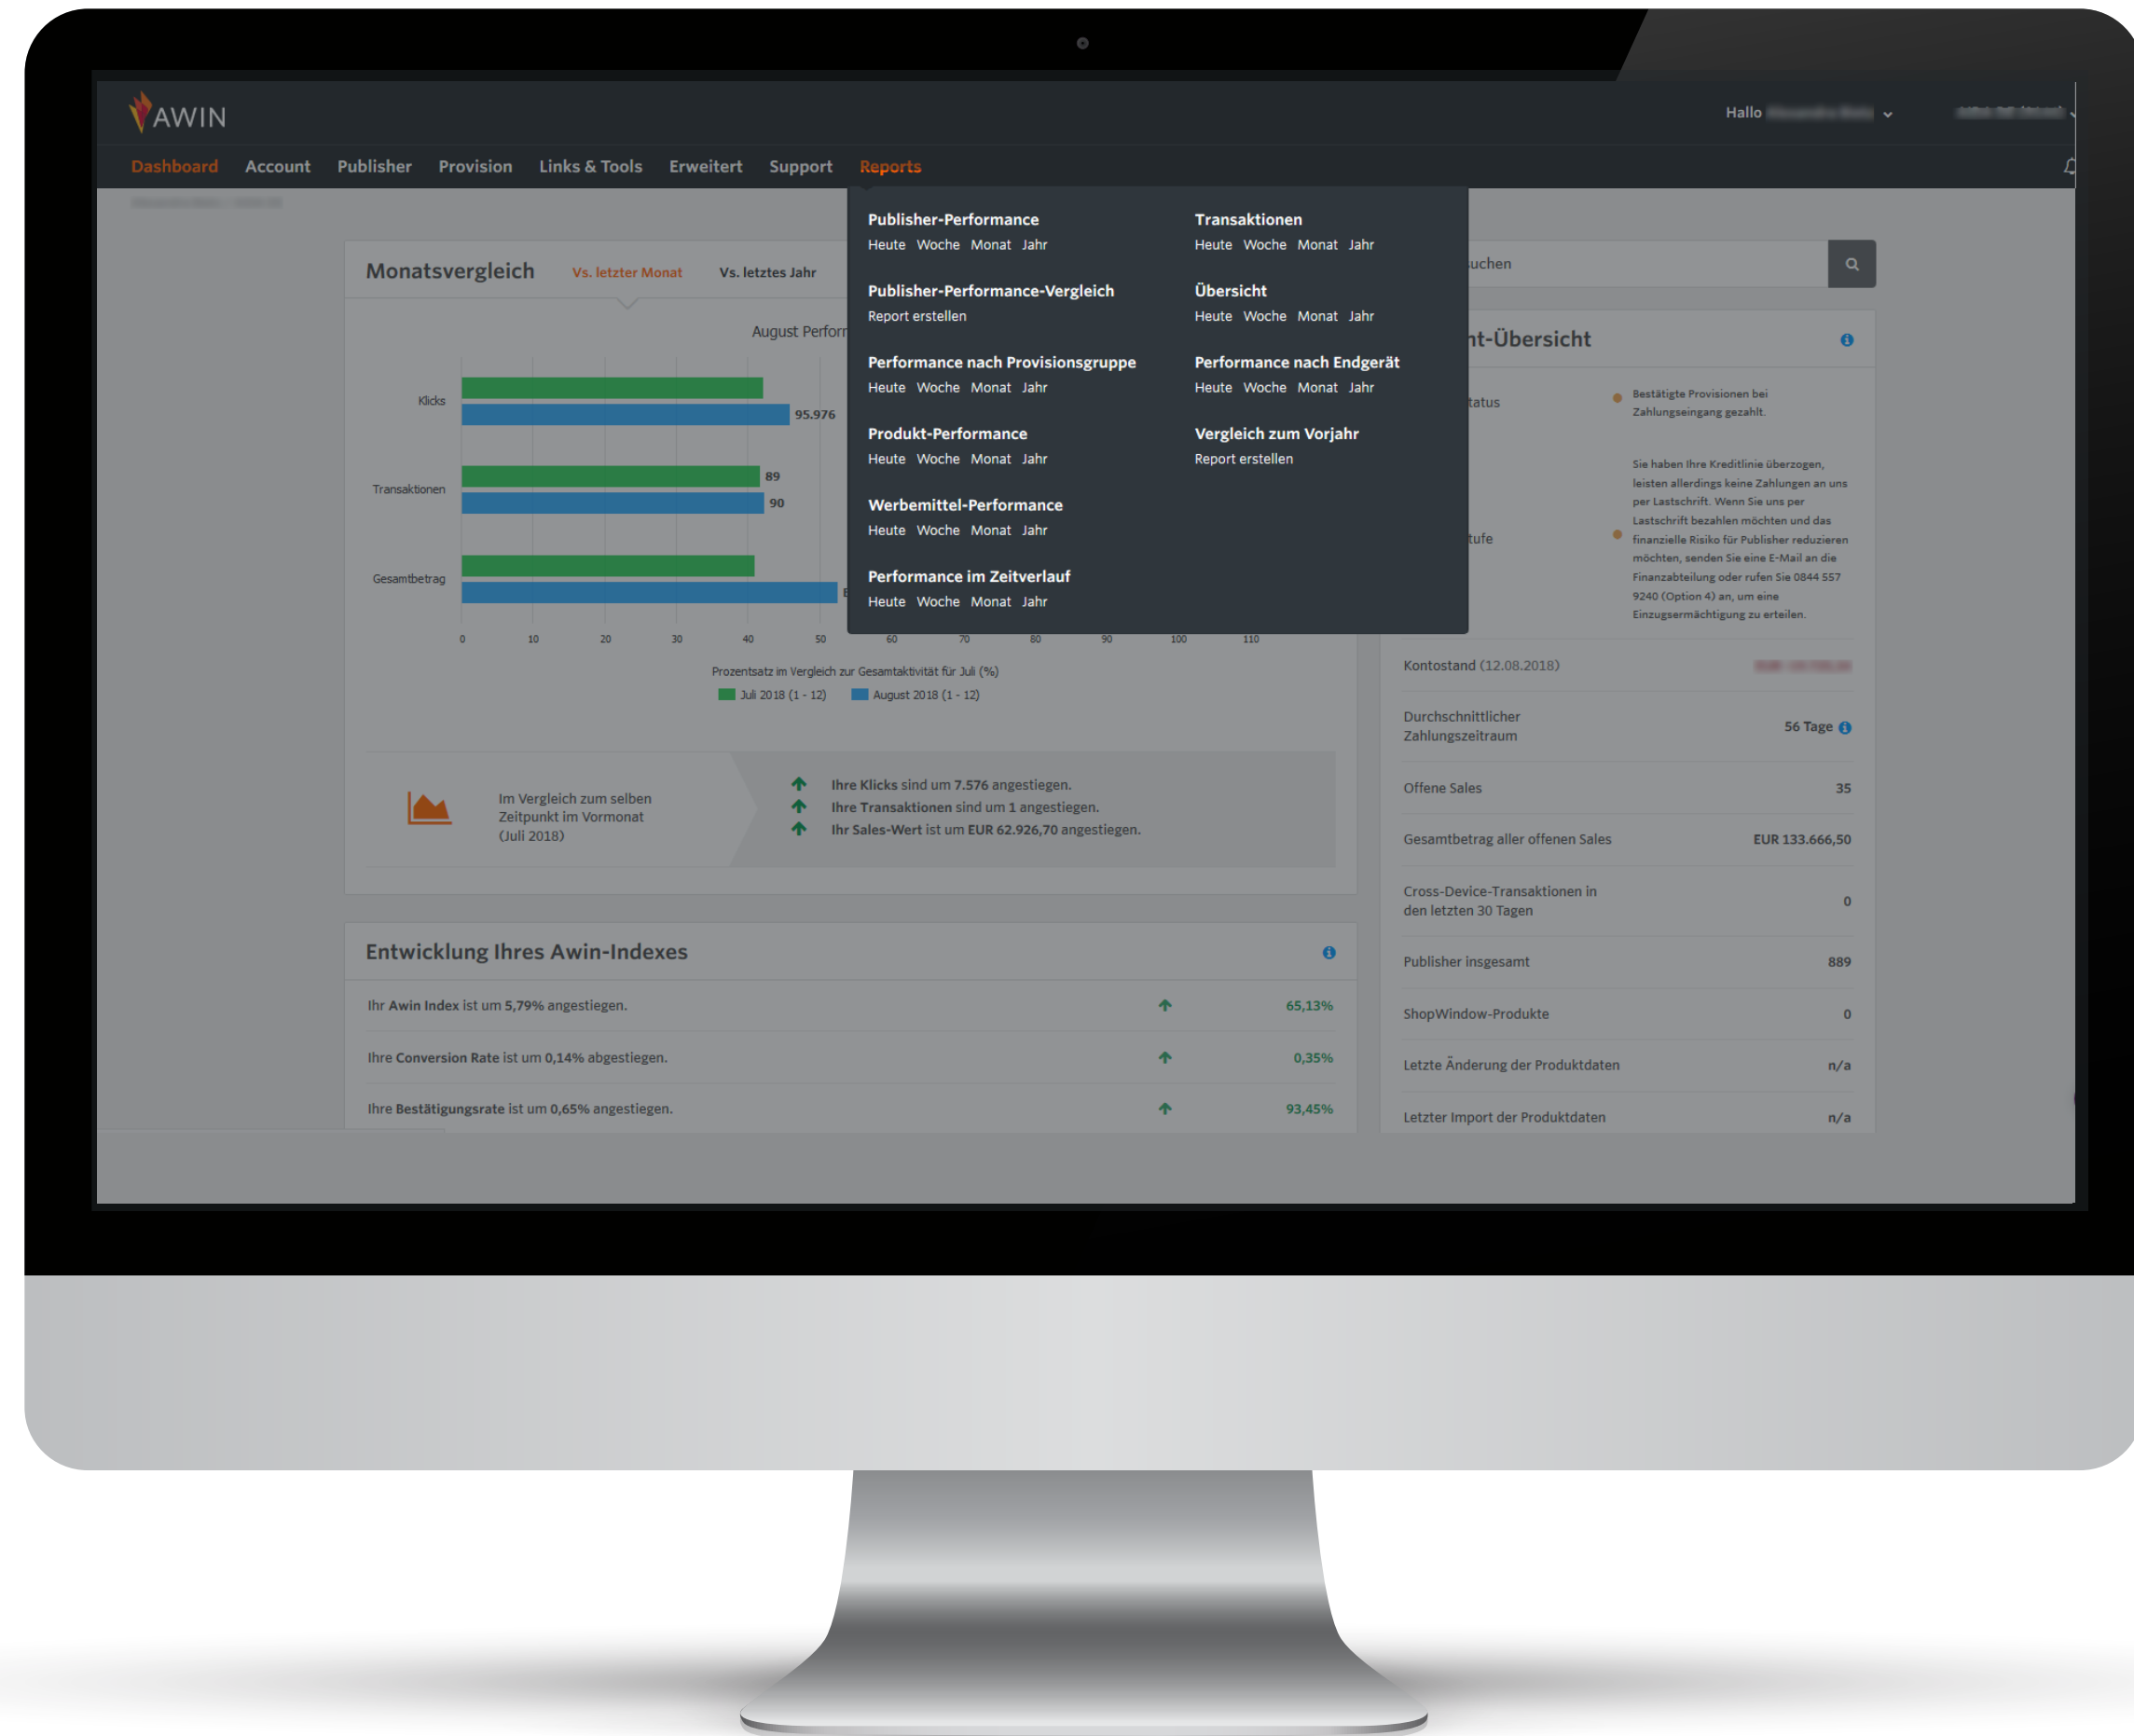 AWIN
Hallo
Dashboard Account Publisher Provision Links & Tools Erweitert Support Reports
Publisher-Performance
Heute Woche Monat Jahr
Publisher-Performance-Vergleich
Report erstellen
Performance nach Provisionsgruppe
Heute Woche Monat Jahr
Produkt-Performance
Heute Woche Monat Jahr
Werbemittel-Performance
Heute Woche Monat Jahr
Performance im Zeitverlauf
Heute Woche Monat Jahr
Transaktionen
Heute Woche Monat Jahr
Übersicht
Heute Woche Monat Jahr
Performance nach Endgerät
Heute Woche Monat Jahr
Vergleich zum Vorjahr
Report erstellen
Monatsvergleich Vs. letzter Monat Vs. letztes Jahr
August Perfor
Klicks
95.976
Transaktionen
89
90
Gesamtbetrag
0 10 20 30 40 50 60 70 80 90 100 110
Prozentsatz im Vergleich zur Gesamtaktivität für Juli (%)
Juli 2018 (1 - 12) August 2018 (1 - 12)
Im Vergleich zum selben
Zeitpunkt im Vormonat
(Juli 2018)
Ihre Klicks sind um 7.576 angestiegen.
Ihre Transaktionen sind um 1 angestiegen.
Ihr Sales-Wert ist um EUR 62.926,70 angestiegen.
Entwicklung Ihres Awin-Indexes
Ihr Awin Index ist um 5,79% angestiegen. 65,13%
Ihre Conversion Rate ist um 0,14% abgestiegen. 0,35%
Ihre Bestätigungsrate ist um 0,65% angestiegen. 93,45%
uchen
nt-Übersicht
tatus
Bestätigte Provisionen bei
Zahlungseingang gezahlt.
tufe
Sie haben Ihre Kreditlinie überzogen,
leisten allerdings keine Zahlungen an uns
per Lastschrift. Wenn Sie uns per
Lastschrift bezahlen möchten und das
finanzielle Risiko für Publisher reduzieren
möchten, senden Sie eine E-Mail an die
Finanzabteilung oder rufen Sie 0844 557
9240 (Option 4) an, um eine
Einzugsermächtigung zu erteilen.
Kontostand (12.08.2018)
Durchschnittlicher
Zahlungszeitraum
56 Tage
Offene Sales 35
Gesamtbetrag aller offenen Sales EUR 133.666,50
Cross-Device-Transaktionen in
den letzten 30 Tagen
0
Publisher insgesamt 889
ShopWindow-Produkte 0
Letzte Änderung der Produktdaten n/a
Letzter Import der Produktdaten n/a